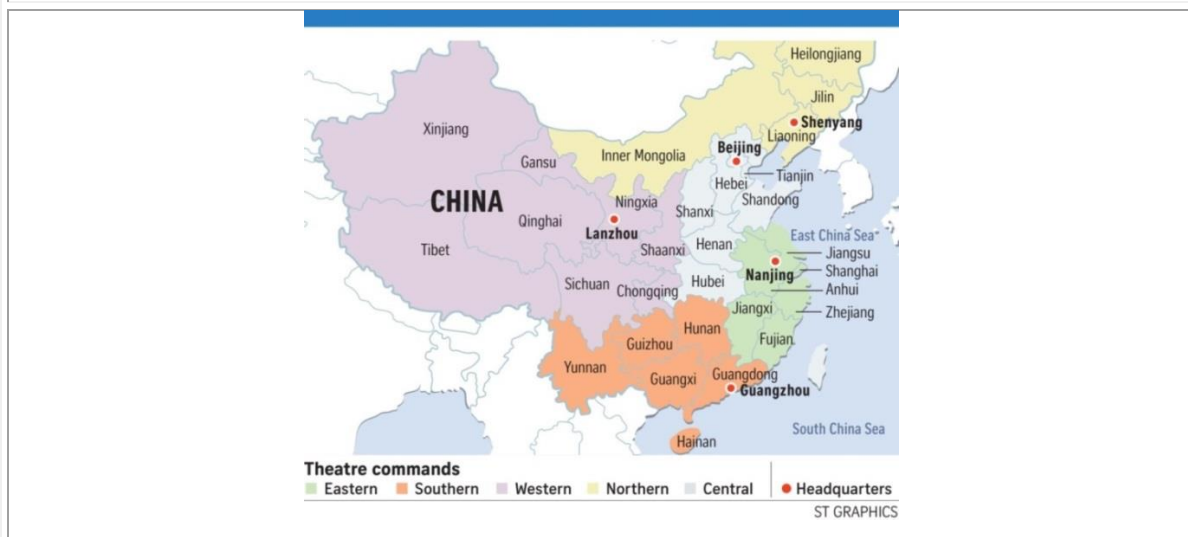 Heilongjiang
Jilin
Xinjiang
Shenyang
Liaoning
Beijing
Inner Mongolia
Gansu
Tianjin
Hebei
CHINA
Ningxia
Shandong
Shanxi
Qinghai
Lanzhou
East China Sea
Henan
Tibet
Shaanxi
Jiangsu
Shanghai
Nanjing
Sichuan
Hubei
Anhui
Chongqing
Jiangxi
Zhejiang
Hunan
Guizhou
Fujian
Yunnan
Guangxi
Guangdong
Guangzhou
South China Sea
Hainan
Theatre commands
Eastern Southern Western Northern Central Headquarters
ST GRAPHICS